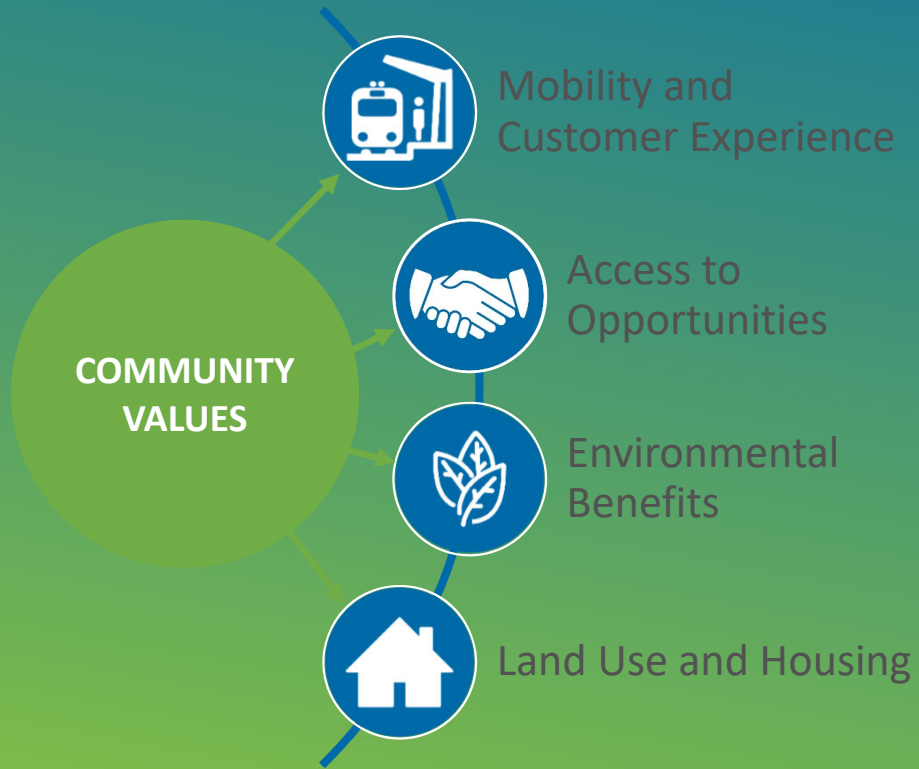 Mobility and
Customer Experience
Access to
Opportunities
COMMUNITY
VALUES
Environmental
Benefits
Land Use and Housing